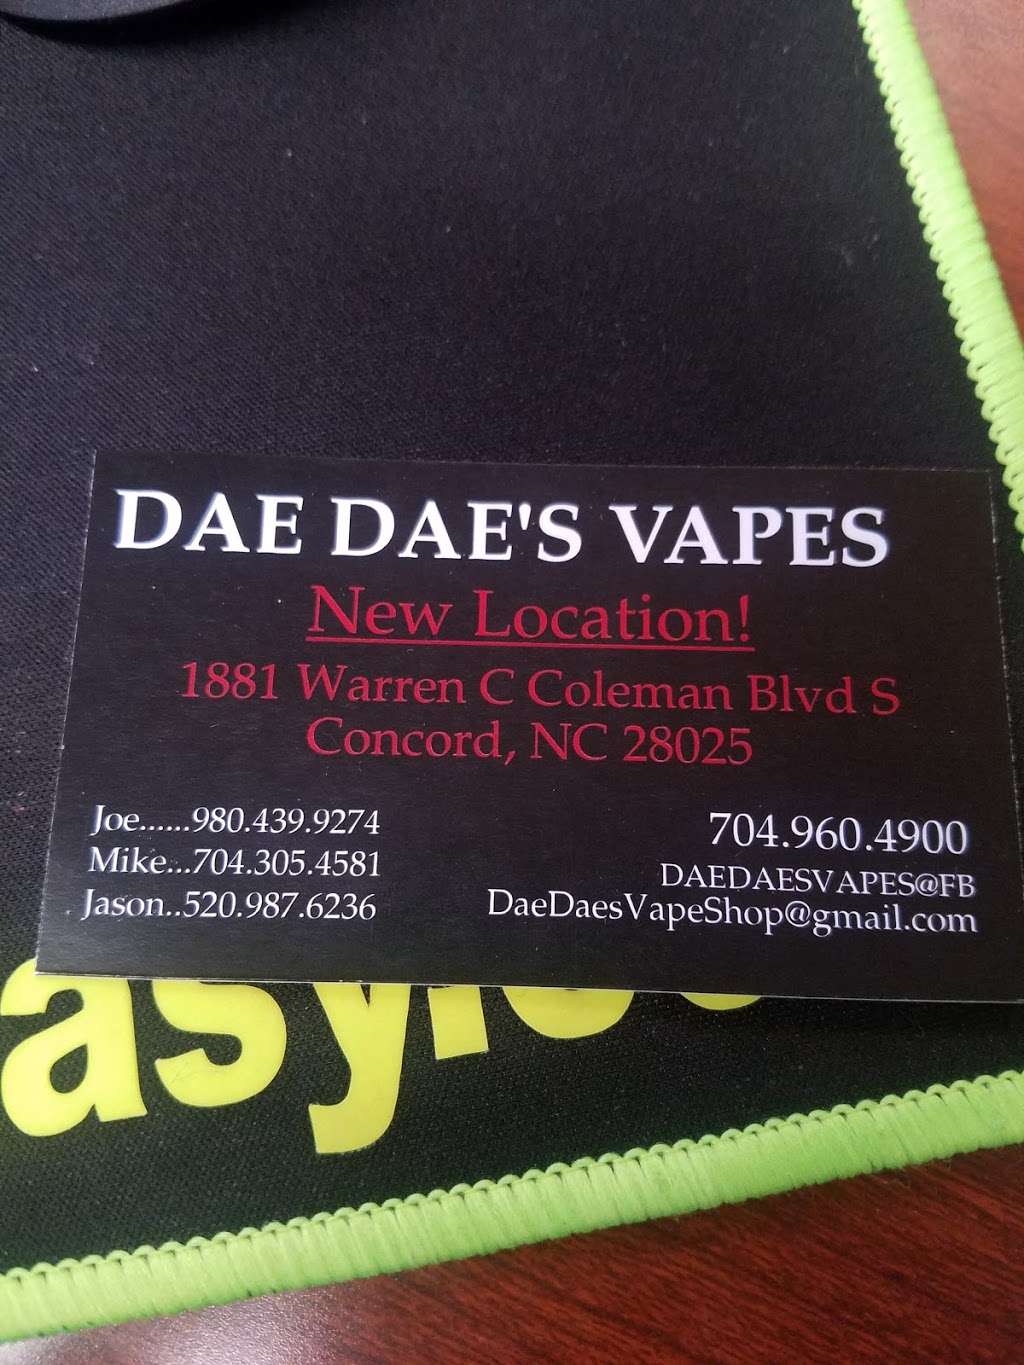 DAE DAE'S VAPES
New Location!
1881 Warren C Coleman Blvd S
Concord, NC 28025
Joe......980.439.9274
Mike...704.305.4581
Jason..520.987.6236
704.960.4900
DAEDAESVAPES@FB
DaeDaesVapeShop@gmail.com